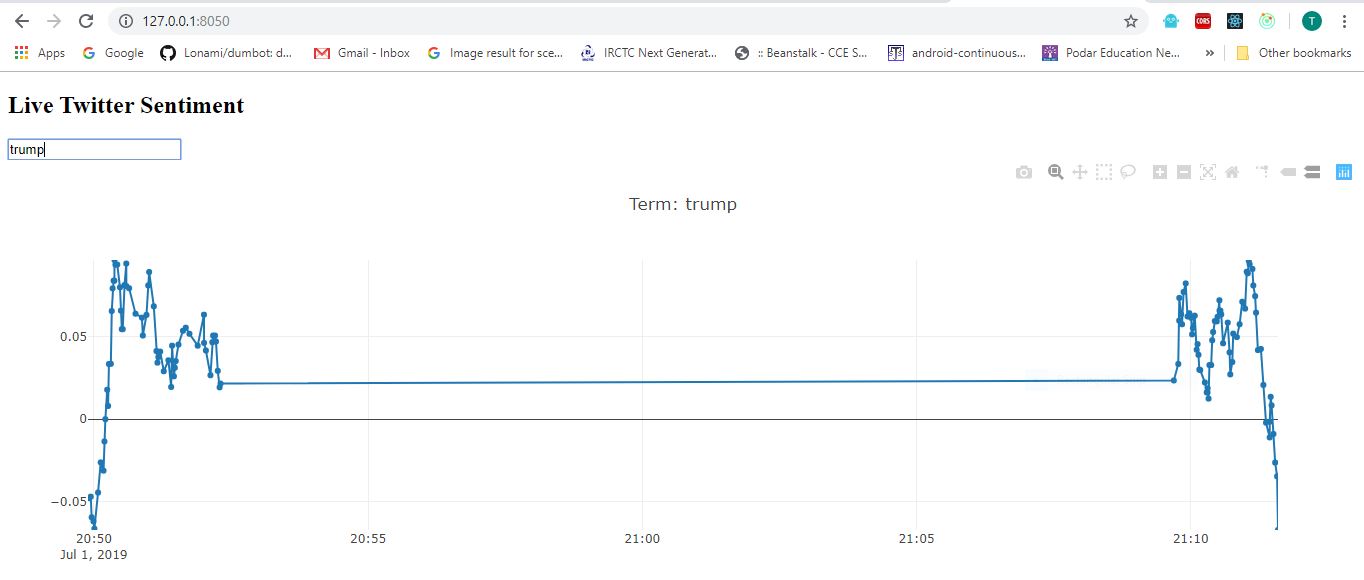 127.0.0.1:8050
CORS
T
Apps Google Lonami/dumbot: d... Gmail - Inbox Image result for sce... IRCTC Next Generat... :: Beanstalk - CCE S... android-continuous... Podar Education Ne... » Other bookmarks
Live Twitter Sentiment
trump
Term: trump
0.05
0
−0.05
20:50 20:55 21:00 21:05 21:10
Jul 1, 2019